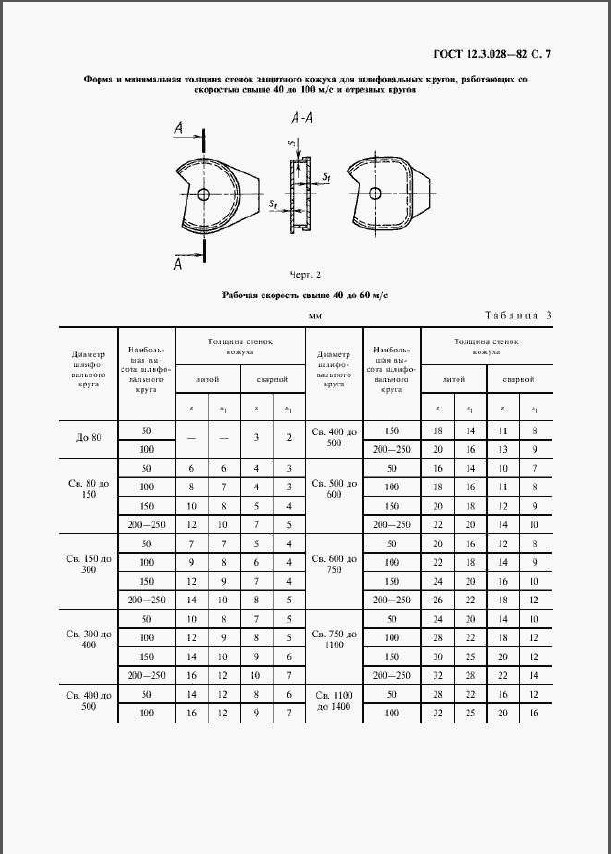 ГОСТ 12.3.028—82 С. 7
Форма и минимальная толщина стенок защитного кожуха для шлифовальных кругов, работающих со
скоростью свыше 40 до 100 м/с и отрезных кругов
А А-А
s
s₁
s₁
А
Черт. 2
Рабочая скорость свыше 40 до 60 м/с
мм Таблица 3
Диаметр шлифовального круга Наибольшая высота шлифовального круга Толщина стенок кожуха Диаметр шлифовального круга Наибольшая высота шлифовального круга Толщина стенок кожуха
литой сварной литой сварной
s s₁ s s₁ s s₁ s s₁
До 80 50 — — 3 2 Св. 400 до 500 150 18 14 11 8
100 200—250 20 16 13 9
Св. 80 до 150 50 6 6 4 3 Св. 500 до 600 50 16 14 10 7
100 8 7 4 3 100 18 16 11 8
150 10 8 5 4 150 20 18 12 9
200—250 12 10 7 5 200—250 22 20 14 10
Св. 150 до 300 50 7 7 5 4 Св. 600 до 750 50 20 16 12 8
100 9 8 6 4 100 22 18 14 9
150 12 9 7 4 150 24 20 16 10
200—250 14 10 8 5 200—250 26 22 18 12
Св. 300 до 400 50 10 8 7 5 Св. 750 до 1100 50 24 20 14 10
100 12 9 8 5 100 28 22 18 12
150 14 10 9 6 150 30 25 20 12
200—250 16 12 10 7 200—250 32 28 22 14
Св. 400 до 500 50 14 12 8 6 Св. 1100 до 1400 50 28 22 16 12
100 16 12 9 7 100 32 25 20 16